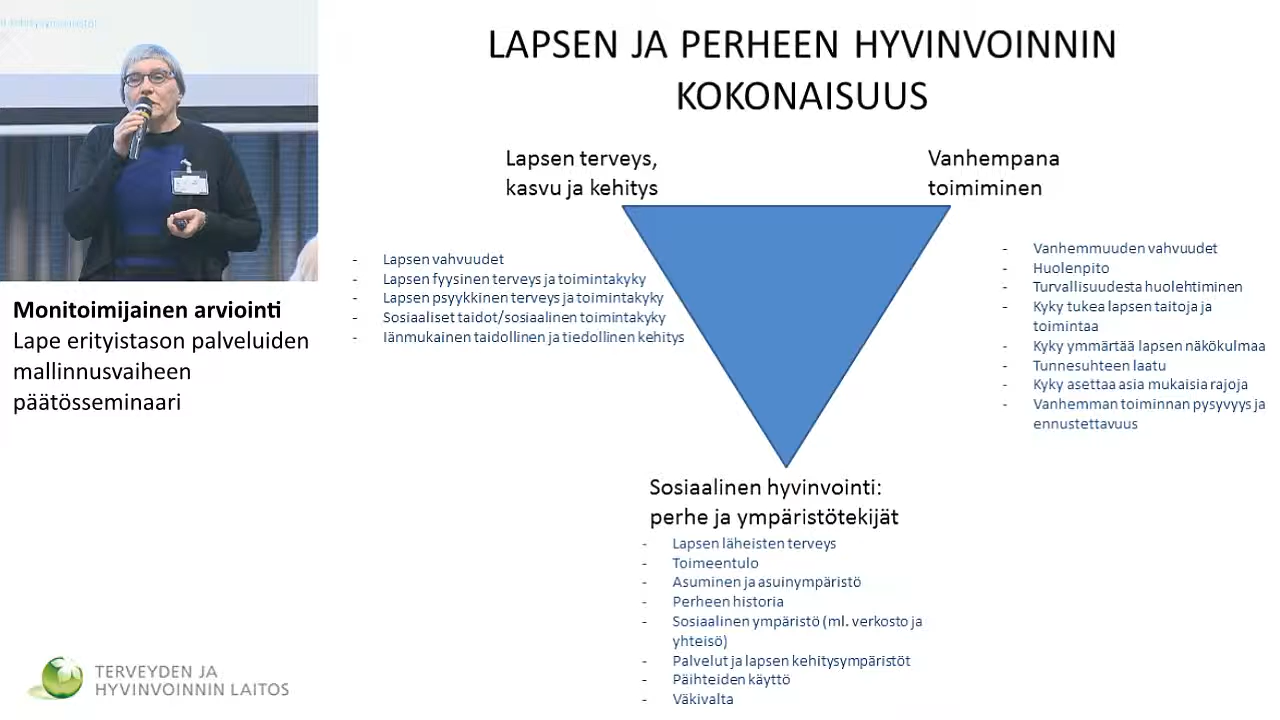 LAPSEN JA PERHEEN HYVINVOINNIN
KOKONAISUUS
Lapsen terveys,
kasvu ja kehitys
- Lapsen vahvuudet
- Lapsen fyysinen terveys ja toimintakyky
- Lapsen psyykkinen terveys ja toimintakyky
- Sosiaaliset taidot/sosiaalinen toimintakyky
- Iänmukainen taidollinen ja tiedollinen kehitys
Vanhempana
toimiminen
- Vanhemmuuden vahvuudet
- Huolenpito
- Turvallisuudesta huolehtiminen
- Kyky tukea lapsen taitoja ja
toimintaa
- Kyky ymmärtää lapsen näkökulmaa
- Tunnesuhteen laatu
- Kyky asettaa asia mukaisia rajoja
- Vanhemman toiminnan pysyvyys ja
ennustettavuus
Sosiaalinen hyvinvointi:
perhe ja ympäristötekijät
- Lapsen läheisten terveys
- Toimeentulo
- Asuminen ja asuinympäristö
- Perheen historia
- Sosiaalinen ympäristö (ml. verkosto ja
yhteisö)
- Palvelut ja lapsen kehitysympäristöt
- Päihteiden käyttö
- Väkivalta
Monitoimijainen arviointi
Lape erityistason palveluiden
mallinnusvaiheen
päätösseminaari
TERVEYDEN JA
HYVINVOINNIN LAITOS